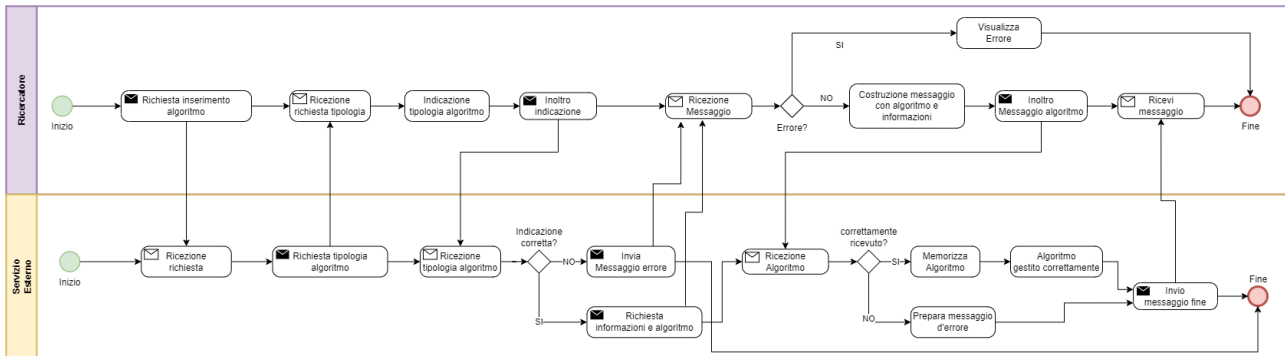 Ricercatore
Inizio
Richiesta inserimento
algoritmo
Ricezione
richiesta tipologia
Indicazione
tipologia algoritmo
Inoltro
indicazione
Ricezione
Messaggio
Errore?
SI
Visualizza
Errore
NO
Costruzione messaggio
con algoritmo e
informazioni
Inoltro
Messaggio algoritmo
Ricevi
messaggio
Fine
Servizio
Esterno
Inizio
Ricezione
richiesta
Richiesta tipologia
algoritmo
Ricezione
tipologia algoritmo
Indicazione
corretta?
NO
Invia
Messaggio errore
SI
Richiesta
informazioni e algoritmo
Ricezione
Algoritmo
correttamente
ricevuto?
SI
Memorizza
Algoritmo
Algoritmo
gestito correttamente
NO
Prepara messaggio
d'errore
Invio
messaggio fine
Fine